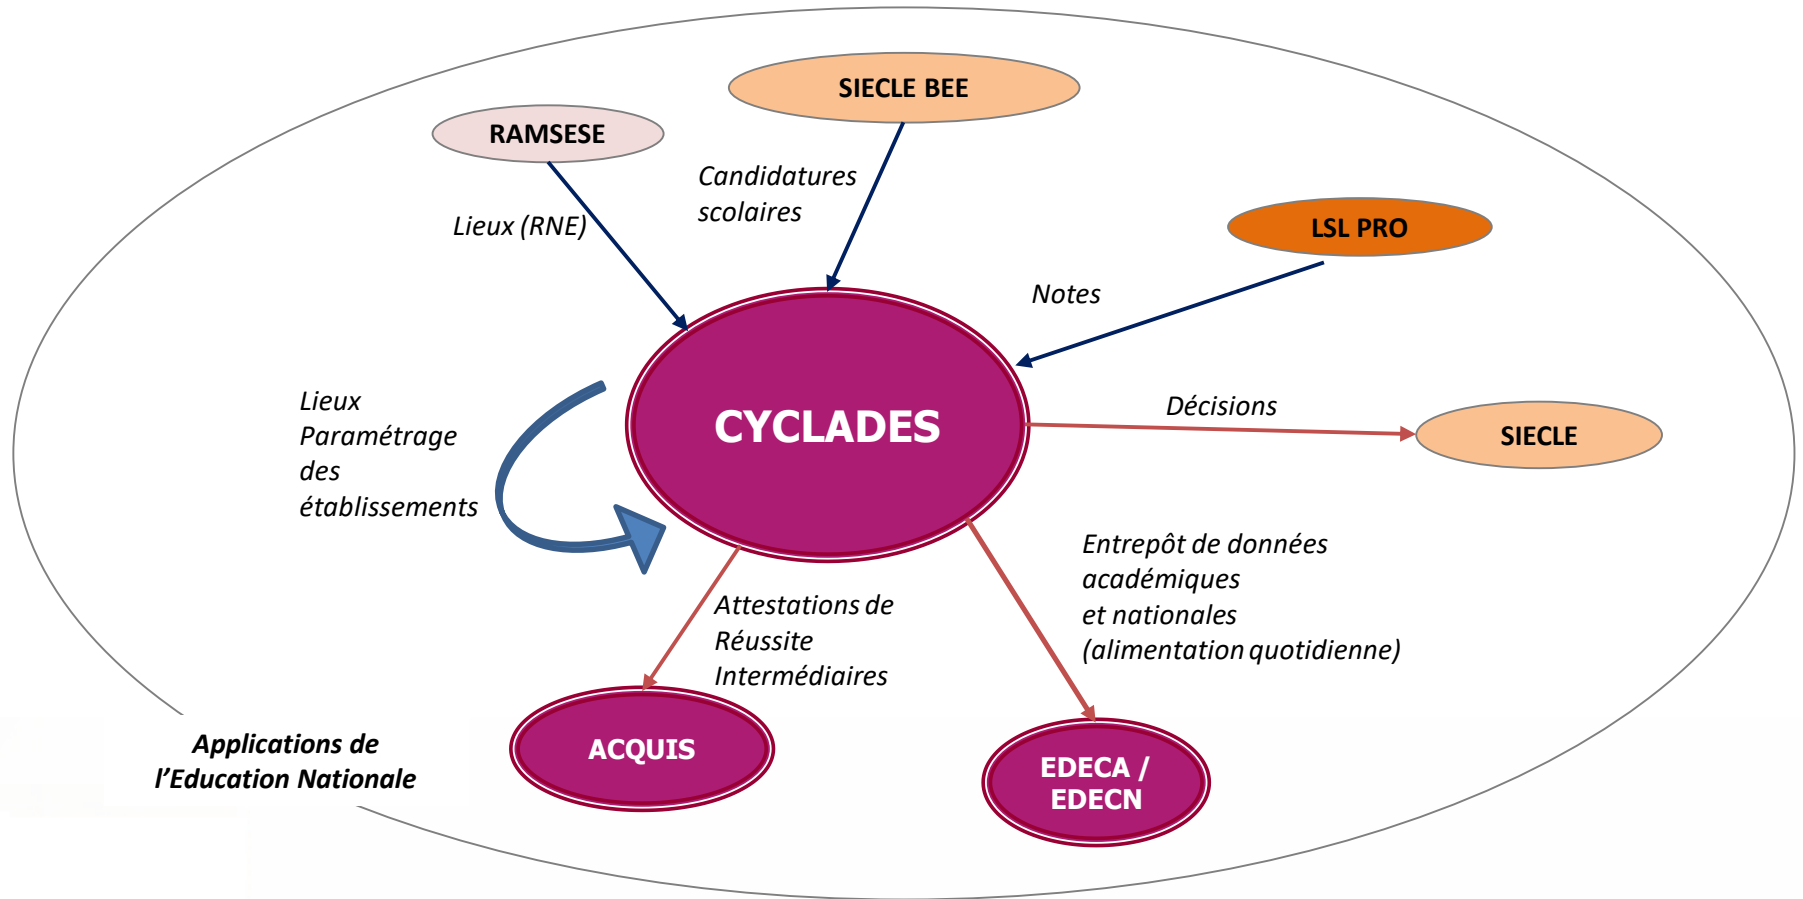 SIECLE BEE
RAMSESE
Candidatures
scolaires
Lieux (RNE)
LSL PRO
Notes
Lieux
Paramétrage
des
établissements
CYCLADES
Décisions
SIECLE
Entrepôt de données
académiques
et nationales
(alimentation quotidienne)
Attestations de
Réussite
Intermédiaires
Applications de
l’Education Nationale
ACQUIS
EDECA /
EDECN